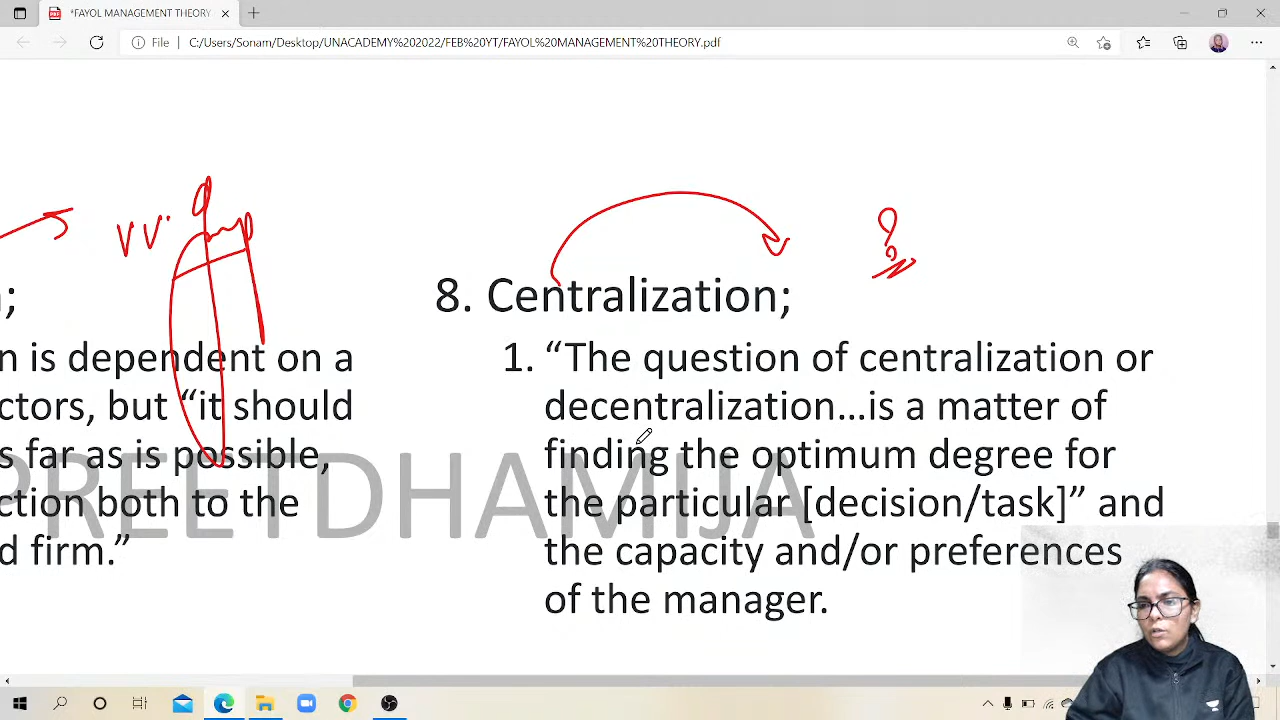 *FAYOL MANAGEMENT THEORY
File
C:/Users/Sonam/Desktop/UNACADEMY%202022/FEB%20YT/FAYOL%20MANAGEMENT%20THEORY.pdf
VV. Imp
n;
n is dependent on a
ctors, but “it should
s far as is possible,
ction both to the
d firm.”
8. Centralization;
1. “The question of centralization or
decentralization…is a matter of
finding the optimum degree for
the particular [decision/task]” and
the capacity and/or preferences
of the manager.
PREETDHAMIJA